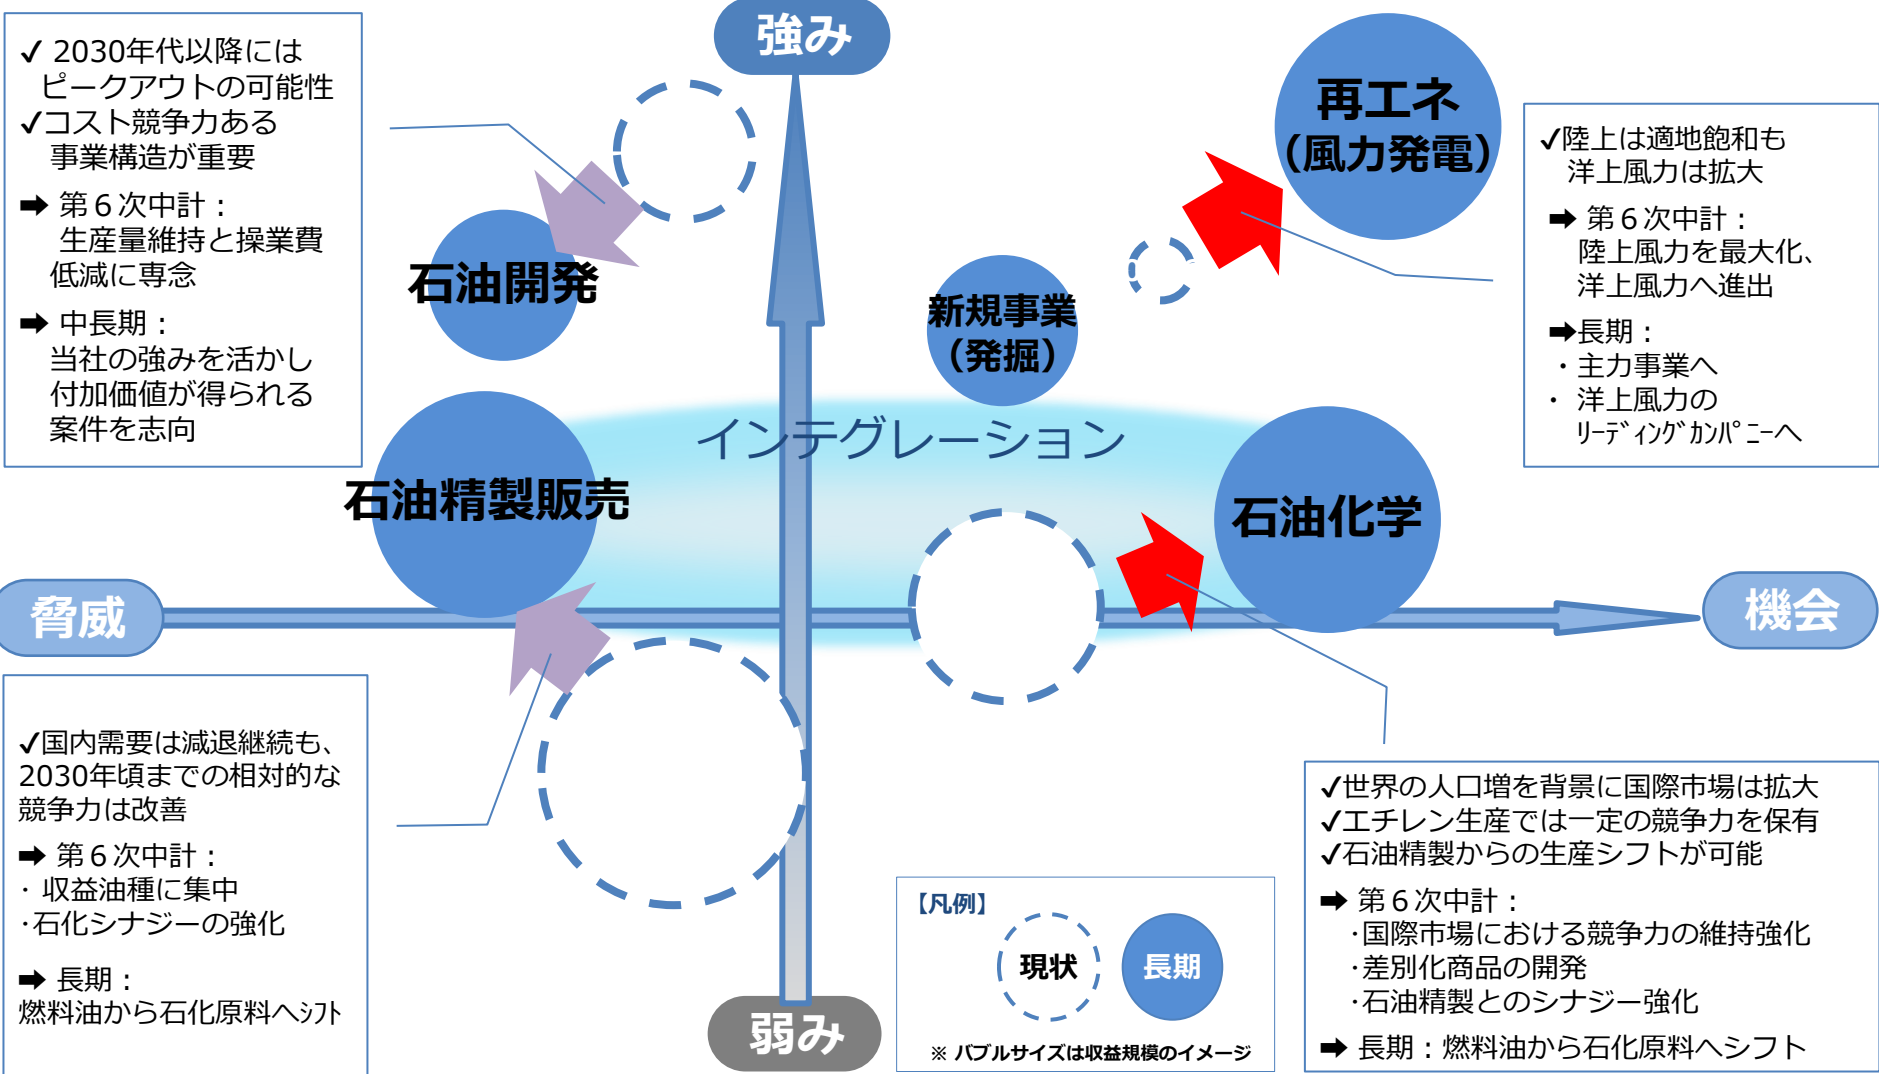 強み
✓ 2030年代以降には
ピークアウトの可能性
✓コスト競争力ある
事業構造が重要
➡ 第6次中計：
生産量維持と操業費
低減に専念
➡ 中長期：
当社の強みを活かし
付加価値が得られる
案件を志向
再エネ
（風力発電）
✓陸上は適地飽和も
洋上風力は拡大
➡ 第6次中計：
陸上風力を最大化、
洋上風力へ進出
➡長期：
・主力事業へ
・ 洋上風力の
ﾘｰﾃﾞｨﾝｸﾞｶﾝﾊﾟﾆｰへ
石油開発
新規事業
（発掘）
インテグレーション
石油精製販売
石油化学
脅威
機会
✓国内需要は減退継続も、
2030年頃までの相対的な
競争力は改善
➡ 第6次中計：
・ 収益油種に集中
・石化シナジーの強化
➡ 長期：
燃料油から石化原料へｼﾌﾄ
✓世界の人口増を背景に国際市場は拡大
✓エチレン生産では一定の競争力を保有
✓石油精製からの生産シフトが可能
➡ 第6次中計：
・国際市場における競争力の維持強化
・差別化商品の開発
・石油精製とのシナジー強化
➡ 長期：燃料油から石化原料へシフト
【凡例】
現状
長期
※ バブルサイズは収益規模のイメージ
弱み